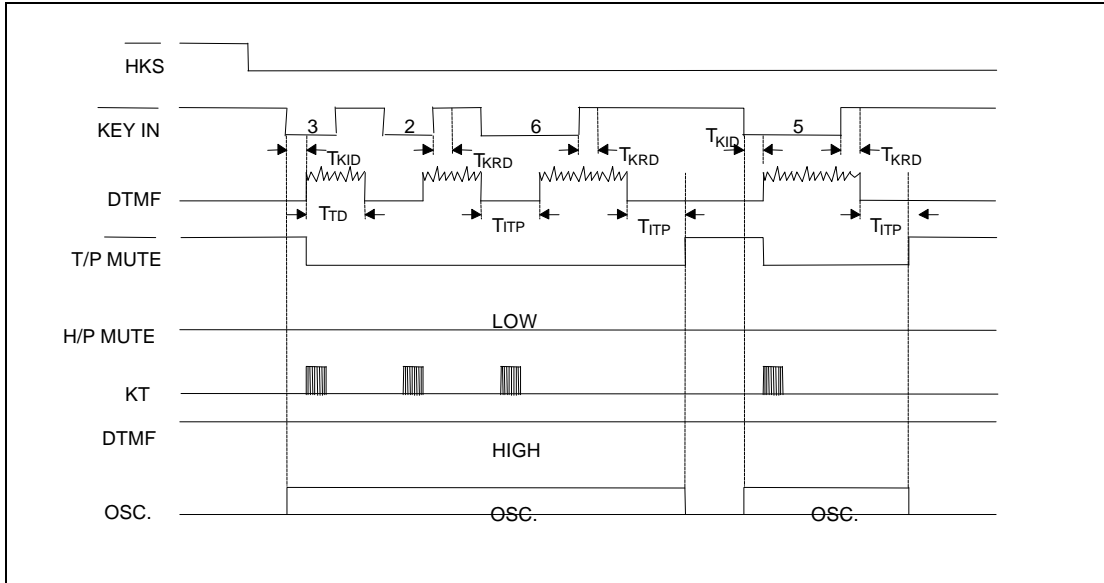 HKS
KEY IN
3
2
6
5
TKID
TKRD
TKRD
TKID
TKRD
DTMF
TTD
TITP
TITP
TITP
T/P MUTE
LOW
H/P MUTE
KT
DTMF
HIGH
OSC.
OSC.
OSC.